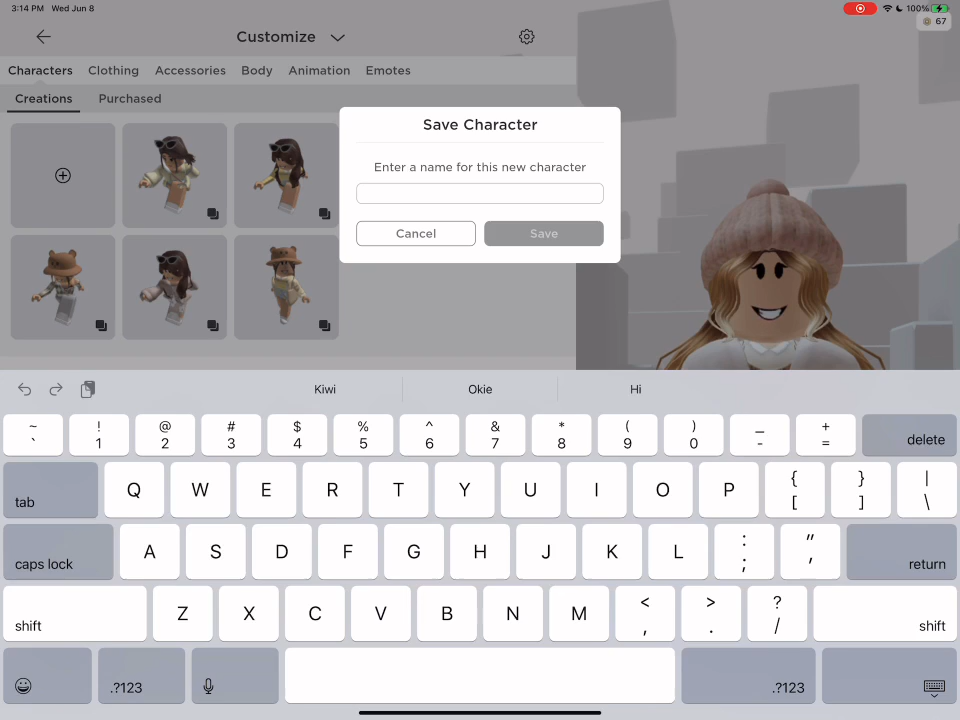 3:14 PM Wed Jun 8
100%
67
Customize
Characters Clothing Accessories Body Animation Emotes
Creations Purchased
Save Character
Enter a name for this new character
Cancel Save
Kiwi Okie Hi
~ ! @ # $ % ^ & * ( ) _ +
` 1 2 3 4 5 6 7 8 9 0 - = delete
tab Q W E R T Y U I O P { [ } ] | \
caps lock A S D F G H J K L : ; " ' return
shift Z X C V B N M < , > . ? / shift
.?123 .?123